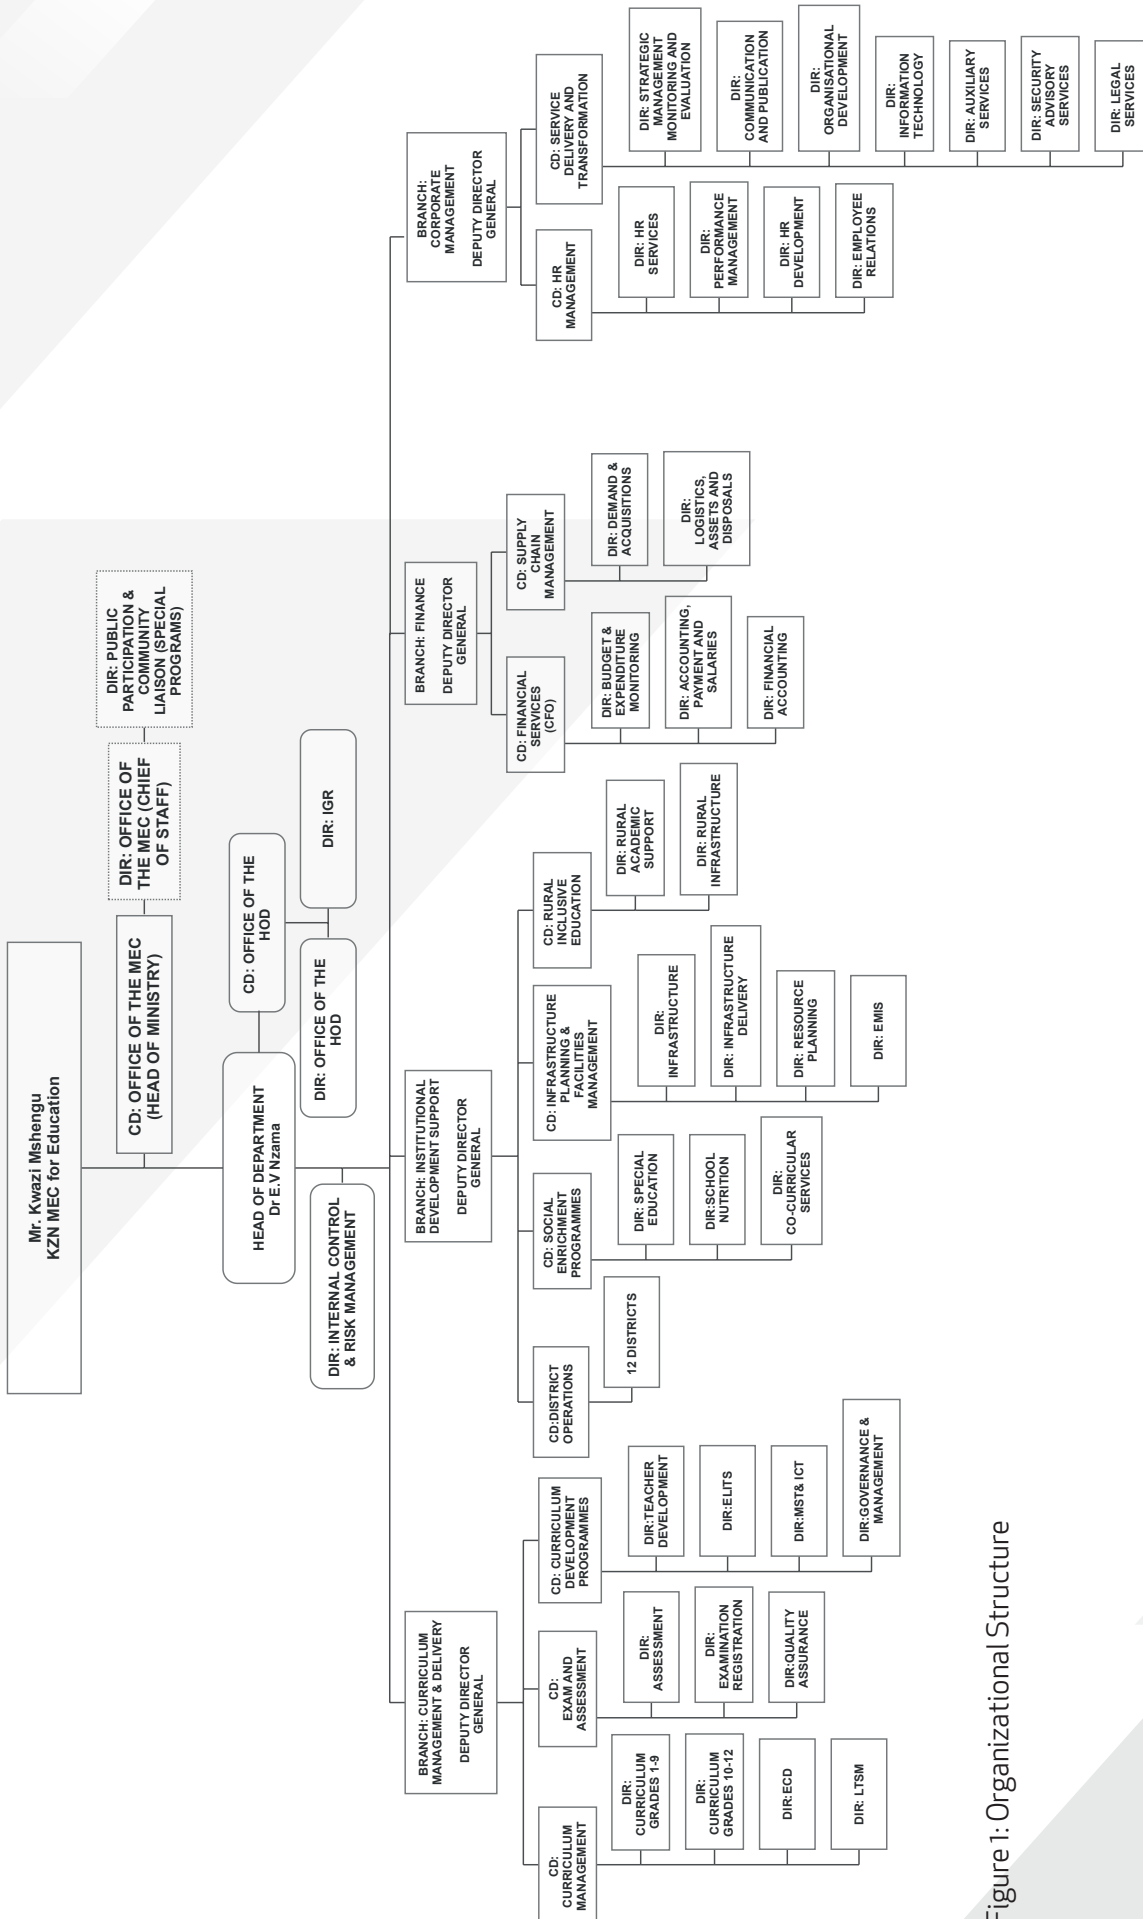 Mr. Kwazi Mshengu
KZN MEC for Education
CD: OFFICE OF THE MEC
(HEAD OF MINISTRY)
DIR: OFFICE OF
THE MEC (CHIEF
OF STAFF)
DIR: PUBLIC
PARTICIPATION &
COMMUNITY
LIAISON (SPECIAL
PROGRAMS)
HEAD OF DEPARTMENT
Dr E.V Nzama
CD: OFFICE OF THE
HOD
DIR: OFFICE OF THE
HOD
DIR: IGR
DIR: INTERNAL CONTROL
& RISK MANAGEMENT
BRANCH: CURRICULUM
MANAGEMENT & DELIVERY
DEPUTY DIRECTOR
GENERAL
CD:
CURRICULUM
MANAGEMENT
DIR:
CURRICULUM
GRADES 1-9
DIR:
CURRICULUM
GRADES 10-12
DIR:ECD
DIR: LTSM
CD:
EXAM AND
ASSESSMENT
DIR:
ASSESSMENT
DIR:
EXAMINATION
REGISTRATION
DIR:QUALITY
ASSURANCE
CD: CURRICULUM
DEVELOPMENT
PROGRAMMES
DIR:TEACHER
DEVELOPMENT
DIR:ELITS
DIR:MST& ICT
DIR:GOVERNANCE &
MANAGEMENT
BRANCH: INSTITUTIONAL
DEVELOPMENT SUPPORT
DEPUTY DIRECTOR
GENERAL
CD:DISTRICT
OPERATIONS
12 DISTRICTS
CD: SOCIAL
ENRICHMENT
PROGRAMMES
DIR: SPECIAL
EDUCATION
DIR:SCHOOL
NUTRITION
DIR:
CO-CURRICULAR
SERVICES
CD: INFRASTRUCTURE
PLANNING &
FACILITIES
MANAGEMENT
DIR:
INFRASTRUCTURE
DIR: INFRASTRUCTURE
DELIVERY
DIR: RESOURCE
PLANNING
DIR: EMIS
CD: RURAL
INCLUSIVE
EDUCATION
DIR: RURAL
ACADEMIC
SUPPORT
DIR: RURAL
INFRASTRUCTURE
BRANCH: FINANCE
DEPUTY DIRECTOR
GENERAL
CD: FINANCIAL
SERVICES
(CFO)
DIR: BUDGET &
EXPENDITURE
MONITORING
DIR: ACCOUNTING,
PAYMENT AND
SALARIES
DIR: FINANCIAL
ACCOUNTING
CD: SUPPLY
CHAIN
MANAGEMENT
DIR: DEMAND &
ACQUISITIONS
DIR:
LOGISTICS,
ASSETS AND
DISPOSALS
BRANCH:
CORPORATE
MANAGEMENT
DEPUTY DIRECTOR
GENERAL
CD: HR
MANAGEMENT
DIR: HR
SERVICES
DIR:
PERFORMANCE
MANAGEMENT
DIR: HR
DEVELOPMENT
DIR: EMPLOYEE
RELATIONS
CD: SERVICE
DELIVERY AND
TRANSFORMATION
DIR: STRATEGIC
MANAGEMENT
MONITORING AND
EVALUATION
DIR:
COMMUNICATION
AND PUBLICATION
DIR:
ORGANISATIONAL
DEVELOPMENT
DIR:
INFORMATION
TECHNOLOGY
DIR: AUXILIARY
SERVICES
DIR: SECURITY
ADVISORY
SERVICES
DIR: LEGAL
SERVICES
Figure 1: Organizational Structure